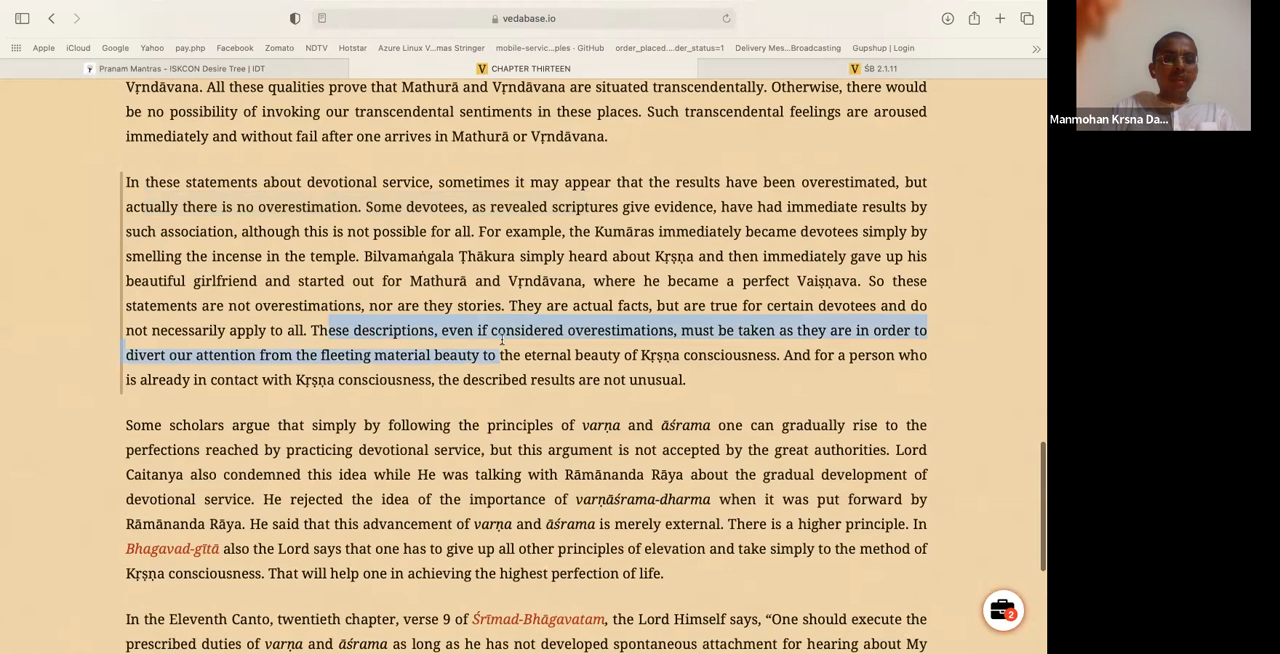 vedabase.io
Apple iCloud Google Yahoo pay.php Facebook Zomato NDTV Hotstar Azure Linux V...mas Stringer mobile-servic...ples · GitHub order_placed....der_status=1 Delivery Mes...Broadcasting Gupshup | Login
Pranam Mantras – ISKCON Desire Tree | IDT
CHAPTER THIRTEEN
ŚB 2.1.11
Vṛndāvana. All these qualities prove that Mathurā and Vṛndāvana are situated transcendentally. Otherwise, there would
be no possibility of invoking our transcendental sentiments in these places. Such transcendental feelings are aroused
immediately and without fail after one arrives in Mathurā or Vṛndāvana.
In these statements about devotional service, sometimes it may appear that the results have been overestimated, but
actually there is no overestimation. Some devotees, as revealed scriptures give evidence, have had immediate results by
such association, although this is not possible for all. For example, the Kumāras immediately became devotees simply by
smelling the incense in the temple. Bilvamaṅgala Ṭhākura simply heard about Kṛṣṇa and then immediately gave up his
beautiful girlfriend and started out for Mathurā and Vṛndāvana, where he became a perfect Vaiṣṇava. So these
statements are not overestimations, nor are they stories. They are actual facts, but are true for certain devotees and do
not necessarily apply to all. These descriptions, even if considered overestimations, must be taken as they are in order to
divert our attention from the fleeting material beauty to the eternal beauty of Kṛṣṇa consciousness. And for a person who
is already in contact with Kṛṣṇa consciousness, the described results are not unusual.
Some scholars argue that simply by following the principles of varṇa and āśrama one can gradually rise to the
perfections reached by practicing devotional service, but this argument is not accepted by the great authorities. Lord
Caitanya also condemned this idea while He was talking with Rāmānanda Rāya about the gradual development of
devotional service. He rejected the idea of the importance of varṇāśrama-dharma when it was put forward by
Rāmānanda Rāya. He said that this advancement of varṇa and āśrama is merely external. There is a higher principle. In
Bhagavad-gītā also the Lord says that one has to give up all other principles of elevation and take simply to the method of
Kṛṣṇa consciousness. That will help one in achieving the highest perfection of life.
In the Eleventh Canto, twentieth chapter, verse 9 of Śrīmad-Bhāgavatam, the Lord Himself says, “One should execute the
prescribed duties of varṇa and āśrama as long as he has not developed spontaneous attachment for hearing about My
2
Manmohan Krsna Da...